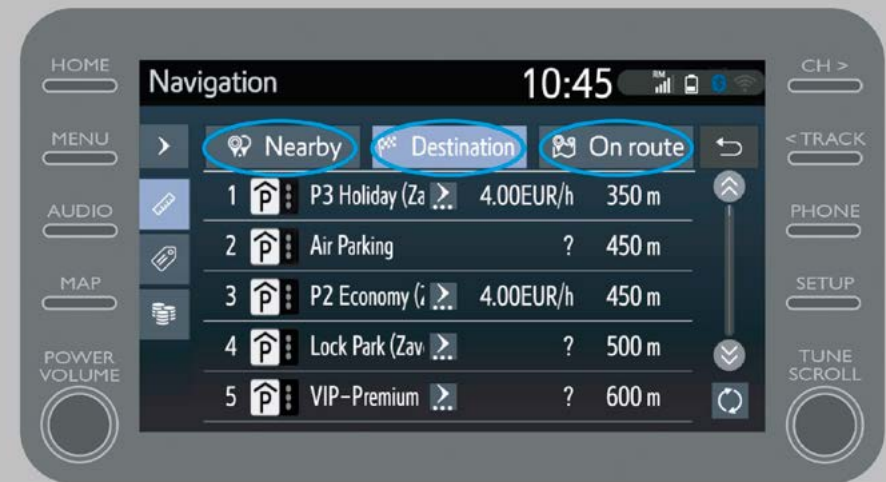 HOME
CH >
Navigation 10:45 RM
MENU
Nearby Destination On route
< TRACK
1 P P3 Holiday (Za 4.00EUR/h 350 m
AUDIO
PHONE
2 P Air Parking ? 450 m
MAP
SETUP
3 P P2 Economy ( 4.00EUR/h 450 m
4 P Lock Park (Zav ? 500 m
POWER
VOLUME
TUNE
SCROLL
5 P VIP-Premium ? 600 m